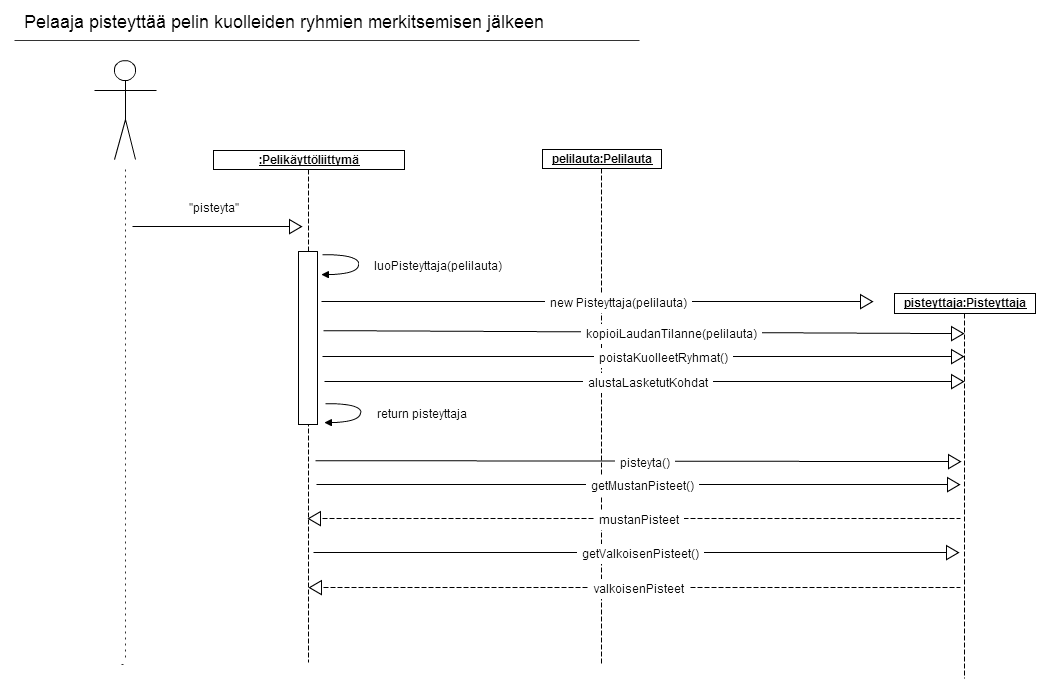 Pelaaja pisteyttää pelin kuolleiden ryhmien merkitsemisen jälkeen
:Pelikäyttöliittymä
pelilauta:Pelilauta
"pisteyta"
luoPisteyttaja(pelilauta)
new Pisteyttaja(pelilauta)
pisteyttaja:Pisteyttaja
kopioiLaudanTilanne(pelilauta)
poistaKuolleetRyhmat()
alustaLasketutKohdat
return pisteyttaja
pisteyta()
getMustanPisteet()
mustanPisteet
getValkoisenPisteet()
valkoisenPisteet